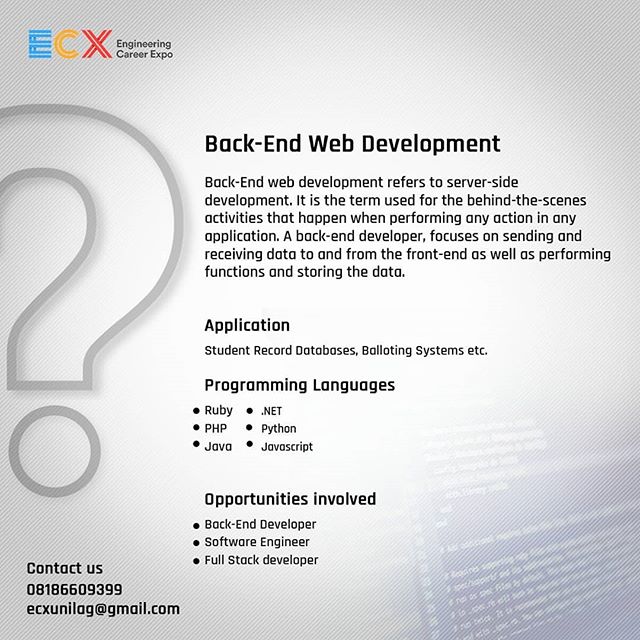 ECX Engineering
Career Expo
Back-End Web Development
Back-End web development refers to server-side
development. It is the term used for the behind-the-scenes
activities that happen when performing any action in any
application. A back-end developer, focuses on sending and
receiving data to and from the front-end as well as performing
functions and storing the data.
Application
Student Record Databases, Balloting Systems etc.
Programming Languages
• Ruby • .NET
• PHP • Python
• Java • Javascript
Opportunities involved
• Back-End Developer
• Software Engineer
• Full Stack developer
Contact us
08186609399
ecxunilag@gmail.com